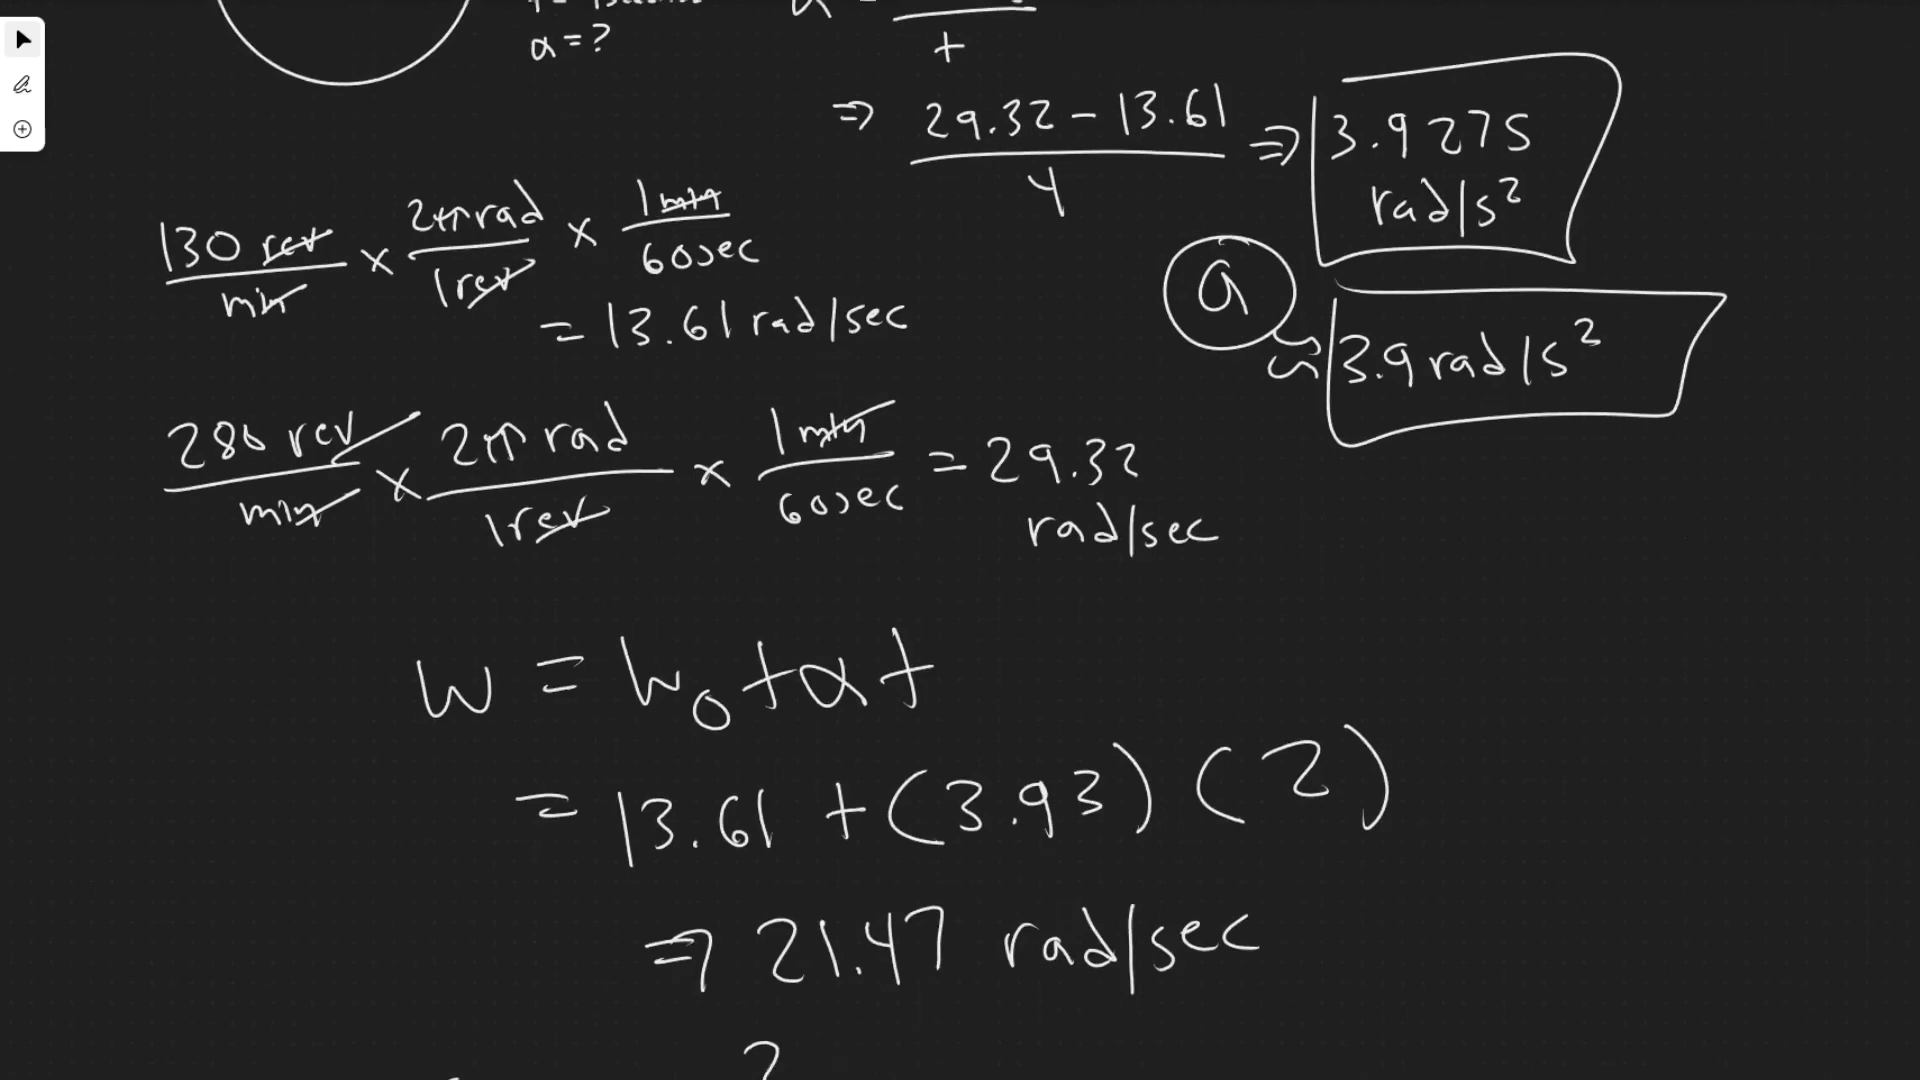 α = ?
t
⇒ 29.32 - 13.61 / 4 ⇒ 3.9275 rad/s²
130 rev / min × 2π rad / 1 rev × 1 min / 60 sec
= 13.61 rad/sec
a ≈ 3.9 rad/s²
280 rev / min × 2π rad / 1 rev × 1 min / 60 sec = 29.32 rad/sec
w = w₀ + αt
= 13.61 + (3.93) (2)
⇒ 21.47 rad/sec